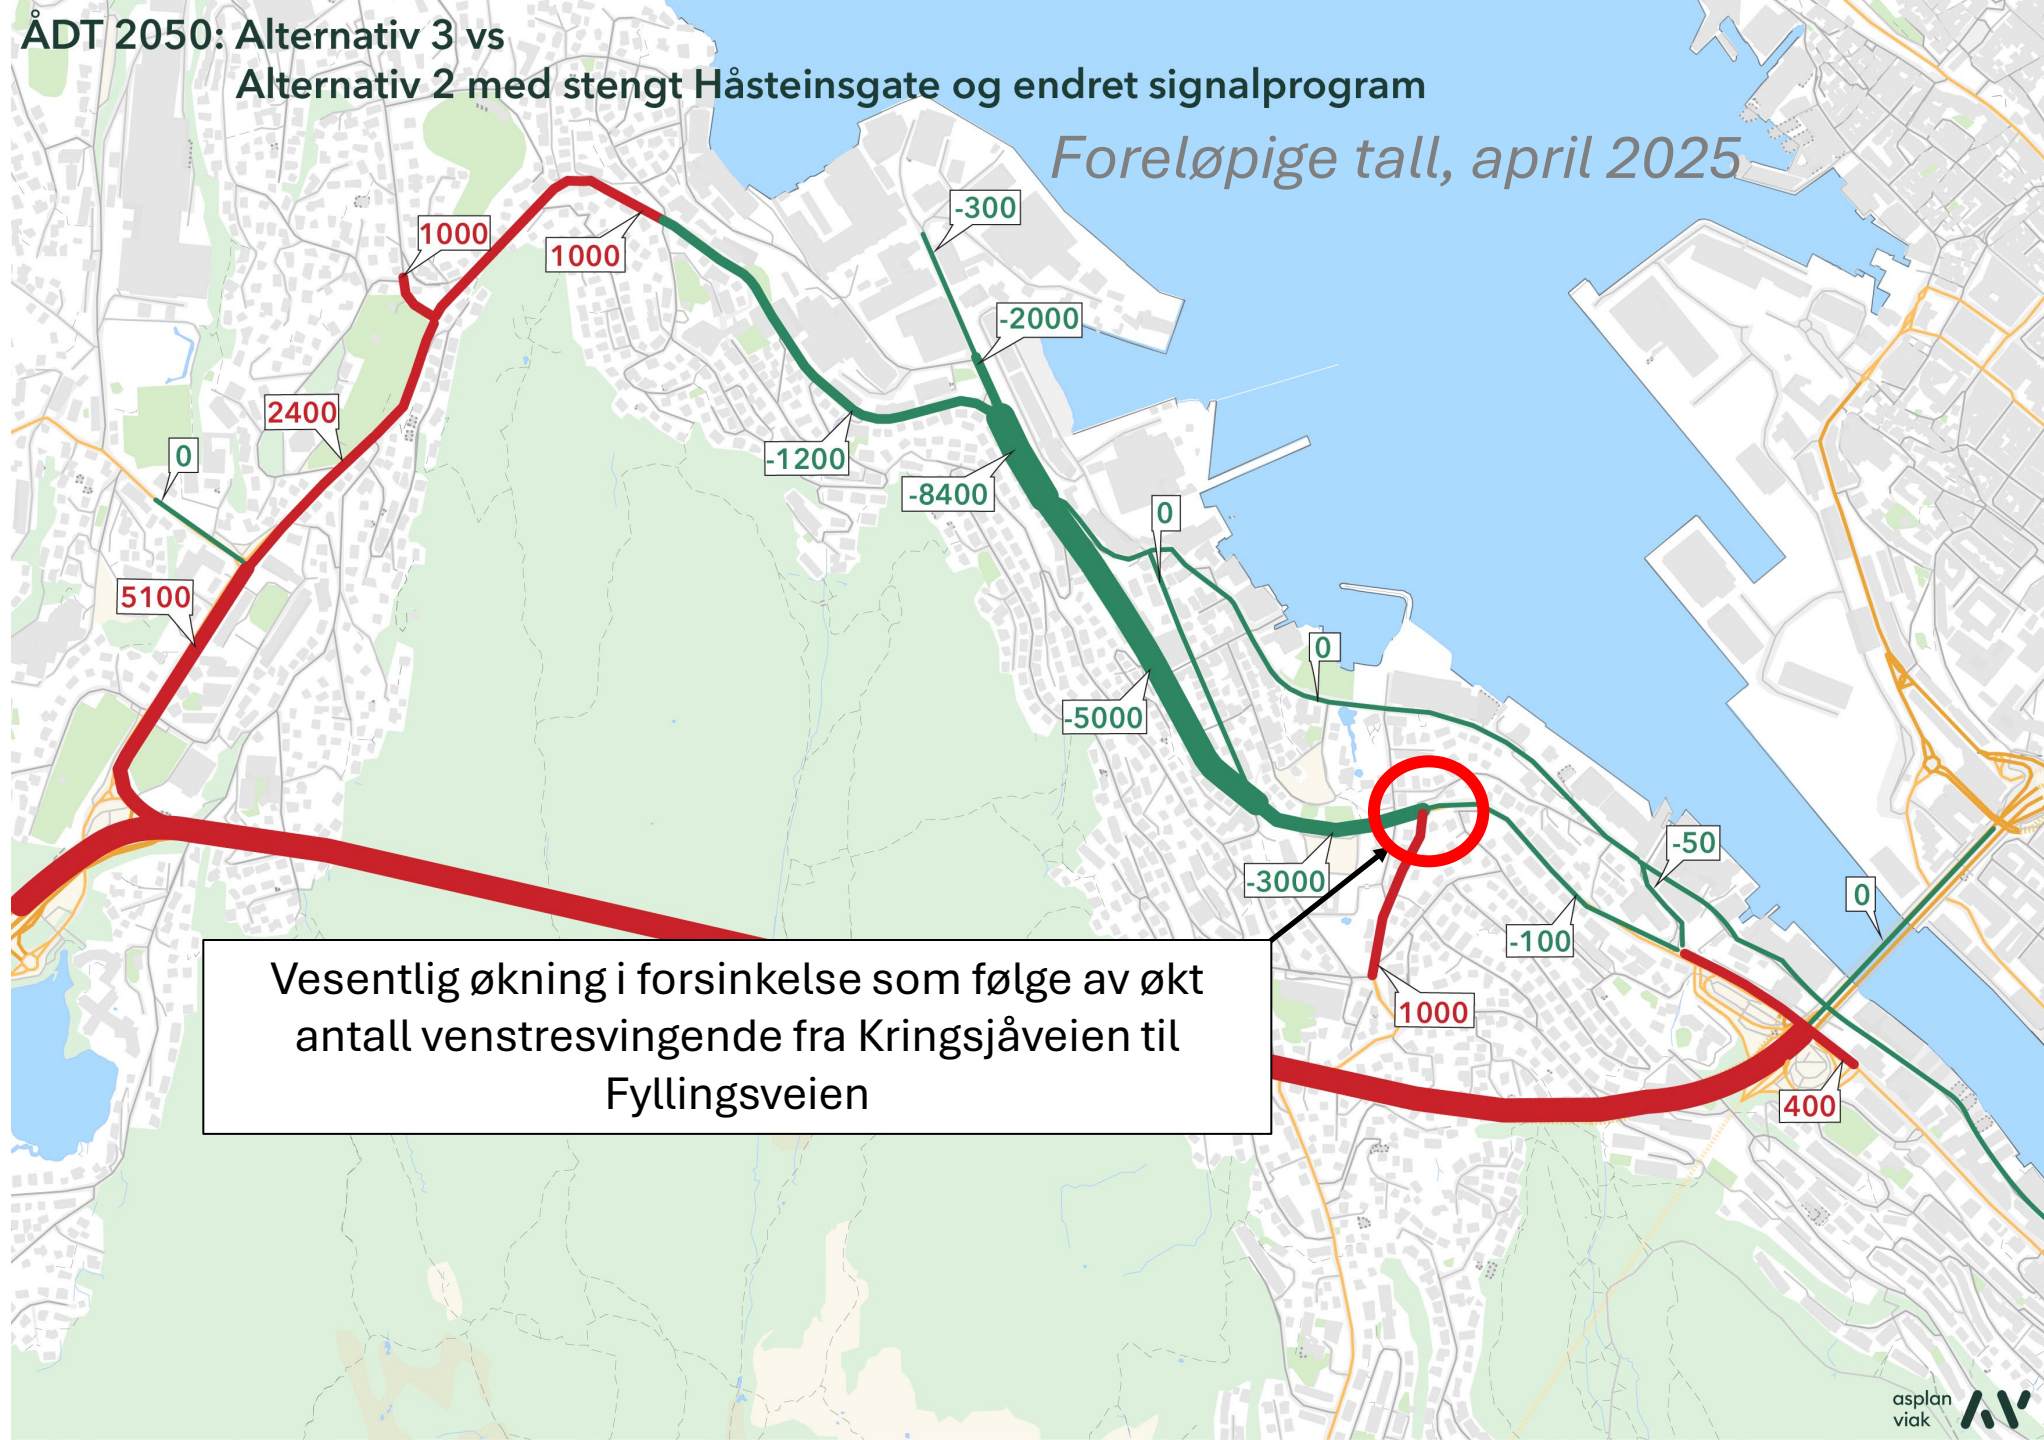 ÅDT 2050: Alternativ 3 vs
Alternativ 2 med stengt Håsteinsgate og endret signalprogram
Foreløpige tall, april 2025
-300
1000
1000
-2000
2400
0
-1200
-8400
0
5100
0
-5000
-50
-3000
0
-100
Vesentlig økning i forsinkelse som følge av økt
antall venstresvingende fra Kringsjåveien til
Fyllingsveien
1000
400
asplan
viak